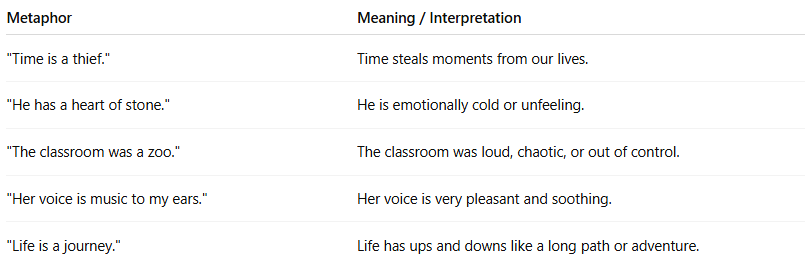 Metaphor Meaning / Interpretation
"Time is a thief." Time steals moments from our lives.
"He has a heart of stone." He is emotionally cold or unfeeling.
"The classroom was a zoo." The classroom was loud, chaotic, or out of control.
"Her voice is music to my ears." Her voice is very pleasant and soothing.
"Life is a journey." Life has ups and downs like a long path or adventure.